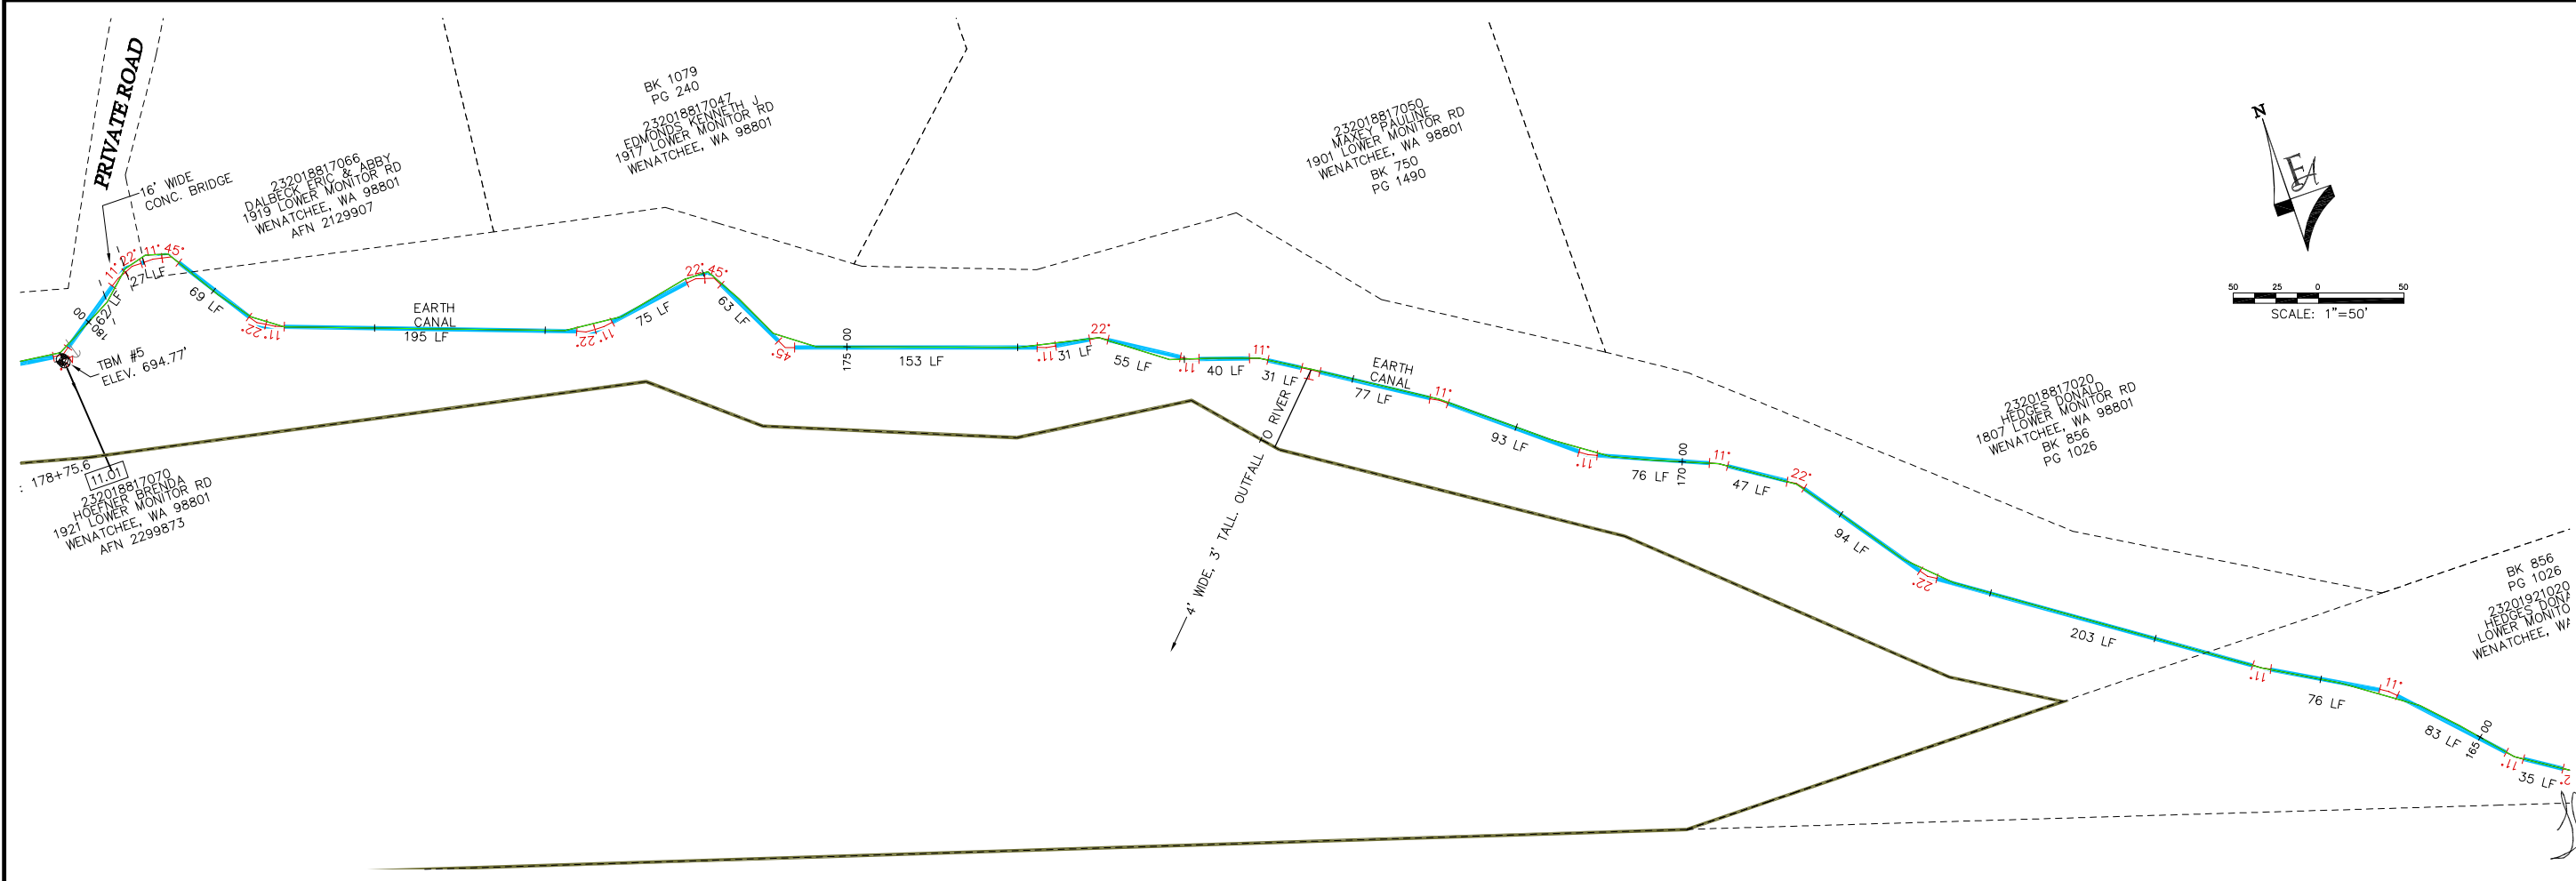 PRIVATE ROAD
16' WIDE
CONC. BRIDGE
232018817066
DALBECK ERIC & ABBY
1919 LOWER MONITOR RD
WENATCHEE, WA 98801
AFN 2129907
BK 1079
PG 240
232018817047
EDMONDS KENNETH J
1917 LOWER MONITOR RD
WENATCHEE, WA 98801
232018817050
MAXEY PAULINE
1901 LOWER MONITOR RD
WENATCHEE, WA 98801
BK 750
PG 1490
N
EA
50 25 0 50
SCALE: 1"=50'
11°
22°
11°
45°
27 LF
62 LF
180+00
69 LF
22°
11°
EARTH
CANAL
195 LF
22°
11°
75 LF
22°
45°
63 LF
45°
175+00
153 LF
11°
31 LF
22°
55 LF
11°
40 LF
11°
31 LF
EARTH
CANAL
77 LF
11°
93 LF
11°
76 LF
170+00
11°
47 LF
22°
94 LF
22°
203 LF
11°
76 LF
11°
83 LF
165+00
11°
35 LF
TBM #5
ELEV. 694.77'
: 178+75.6
11.01
232018817070
HOEFNER BRENDA
1921 LOWER MONITOR RD
WENATCHEE, WA 98801
AFN 2299873
4' WIDE, 3' TALL. OUTFALL TO RIVER
232018817020
HEDGES DONALD
1807 LOWER MONITOR RD
WENATCHEE, WA 98801
BK 856
PG 1026
BK 856
PG 1026
23201921020
HEDGES DONA
LOWER MONITO
WENATCHEE, WA